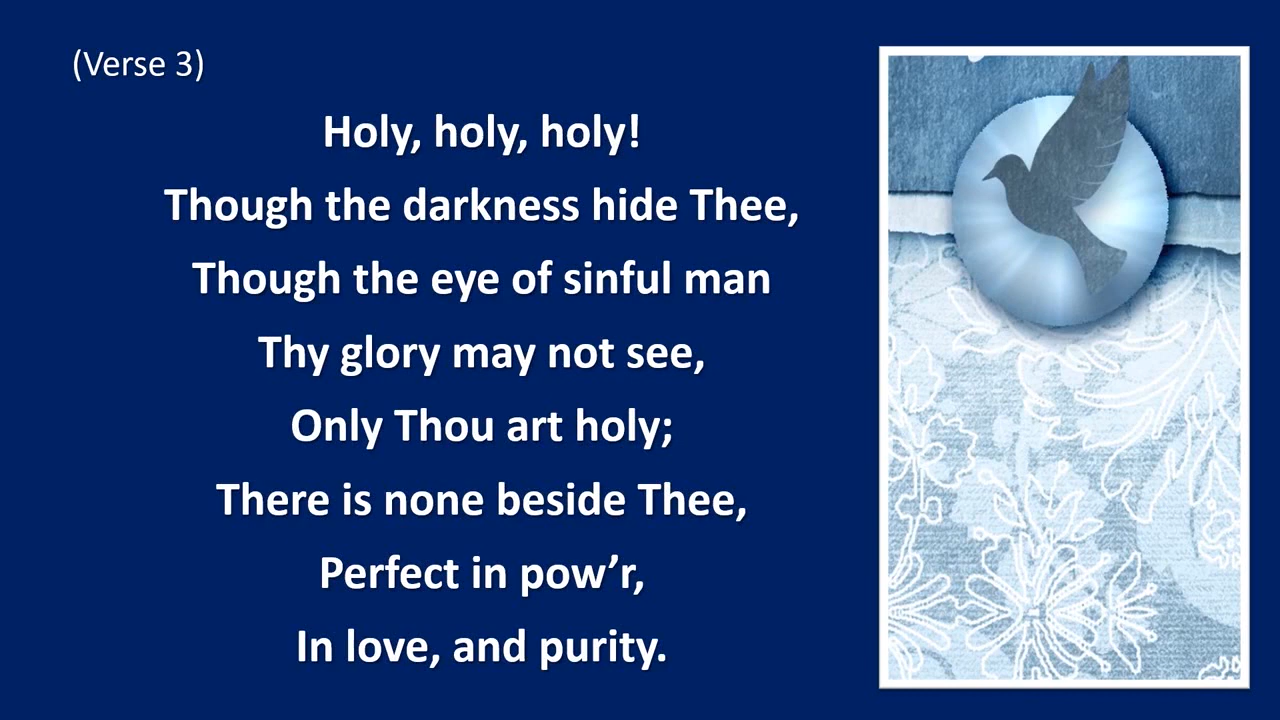 (Verse 3)
Holy, holy, holy!
Though the darkness hide Thee,
Though the eye of sinful man
Thy glory may not see,
Only Thou art holy;
There is none beside Thee,
Perfect in pow’r,
In love, and purity.